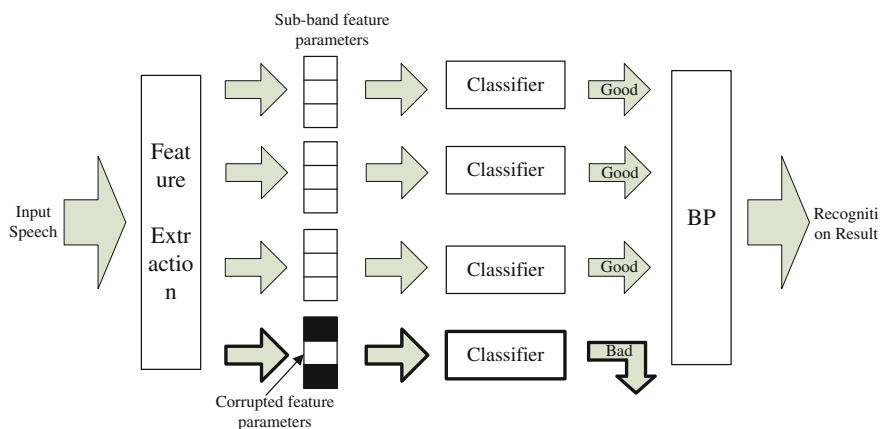 Sub-band feature
parameters
Input
Speech
Feat
ure
Extr
actio
n
Classifier
Good
Classifier
Good
Classifier
Good
Classifier
Bad
BP
Recogniti
on Result
Corrupted feature
parameters